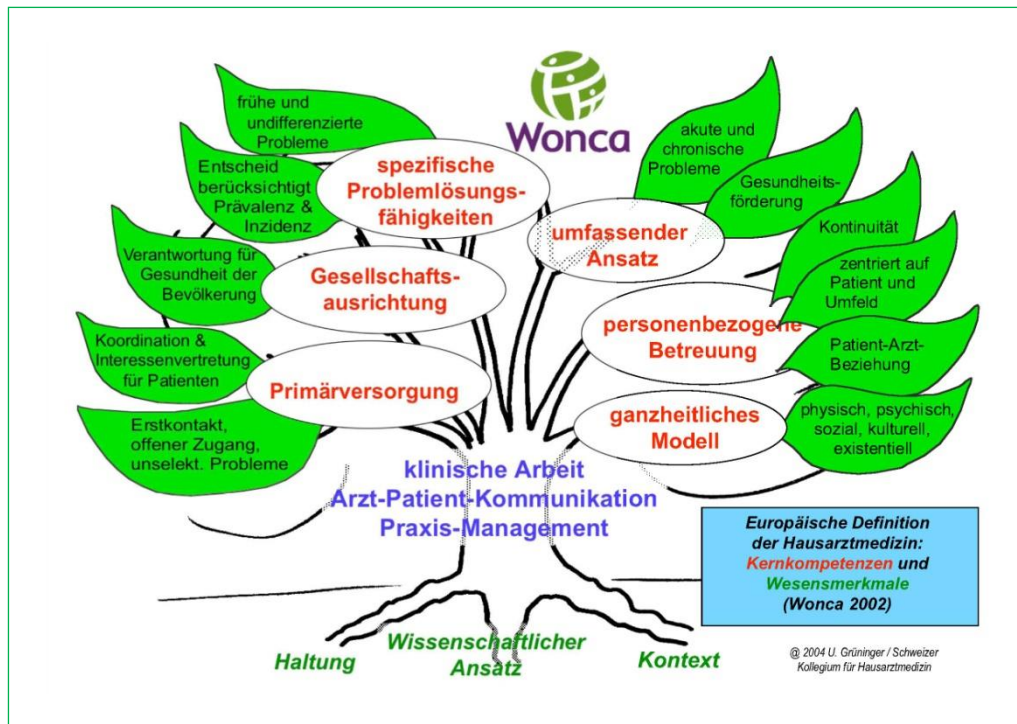 Wonca
frühe und
undifferenzierte
Probleme
Entscheid
berücksichtigt
Prävalenz &
Inzidenz
Verantwortung für
Gesundheit der
Bevölkerung
Koordination &
Interessenvertretung
für Patienten
Erstkontakt,
offener Zugang,
unselekt. Probleme
spezifische
Problemlösungs-
fähigkeiten
Gesellschafts-
ausrichtung
Primärversorgung
akute und
chronische
Probleme
Gesundheits-
förderung
Kontinuität
zentriert auf
Patient und
Umfeld
Patient-Arzt-
Beziehung
physisch, psychisch,
sozial, kulturell,
existentiell
umfassender
Ansatz
personenbezogene
Betreuung
ganzheitliches
Modell
klinische Arbeit
Arzt-Patient-Kommunikation
Praxis-Management
Europäische Definition
der Hausarztmedizin:
Kernkompetenzen und
Wesensmerkmale
(Wonca 2002)
Haltung
Wissenschaftlicher
Ansatz
Kontext
@ 2004 U. Grüninger / Schweizer
Kollegium für Hausarztmedizin